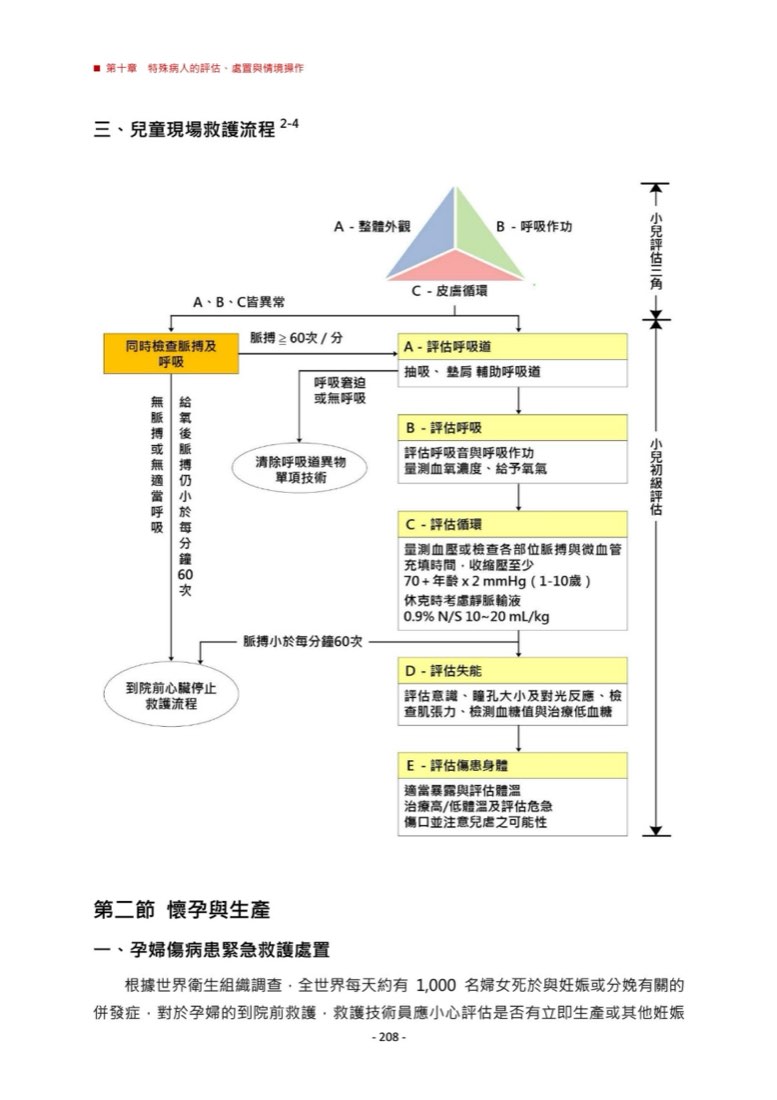 ■ 第十章 特殊病人的評估、處置與情境操作
三、兒童現場救護流程 2-4
A - 整體外觀
B - 呼吸作功
C - 皮膚循環
小兒評估三角
A、B、C皆異常
同時檢查脈搏及
呼吸
脈搏≧60次 / 分
A - 評估呼吸道
抽吸、 墊肩 輔助呼吸道
呼吸窘迫
或無呼吸
清除呼吸道異物
單項技術
無脈搏或無適當呼吸
給氧後脈搏仍小於每分鐘60次
B - 評估呼吸
評估呼吸音與呼吸作功
量測血氧濃度、給予氧氣
小兒初級評估
C - 評估循環
量測血壓或檢查各部位脈搏與微血管
充填時間，收縮壓至少
70 + 年齡 x 2 mmHg ( 1-10歲 )
休克時考慮靜脈輸液
0.9% N/S 10~20 mL/kg
脈搏小於每分鐘60次
到院前心臟停止
救護流程
D - 評估失能
評估意識、瞳孔大小及對光反應、檢
查肌張力、檢測血糖值與治療低血糖
E - 評估傷患身體
適當暴露與評估體溫
治療高/低體溫及評估危急
傷口並注意兒虐之可能性
第二節 懷孕與生產
一、孕婦傷病患緊急救護處置
根據世界衛生組織調查，全世界每天約有 1,000 名婦女死於與妊娠或分娩有關的
併發症，對於孕婦的到院前救護，救護技術員應小心評估是否有立即生產或其他妊娠
- 208 -